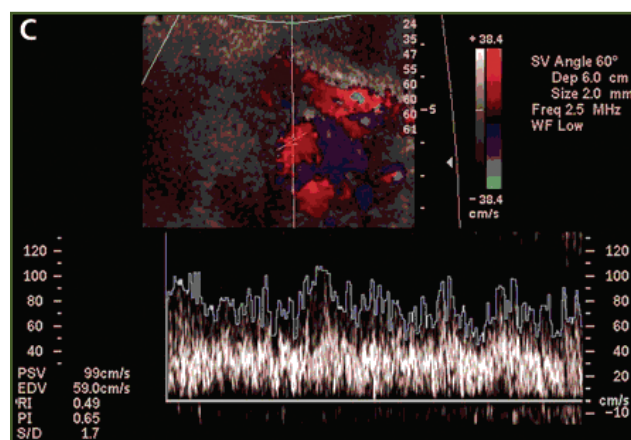 C
24
35
47
55
60
60
60
61
5
+ 38.4
- 38.4
cm/s
SV Angle 60°
Dep 6.0 cm
Size 2.0 mm
Freq 2.5 MHz
WF Low
120
100
80
60
40
120
100
80
60
40
20
cm/s
-10
PSV 99cm/s
EDV 59.0cm/s
RI 0.49
PI 0.65
S/D 1.7